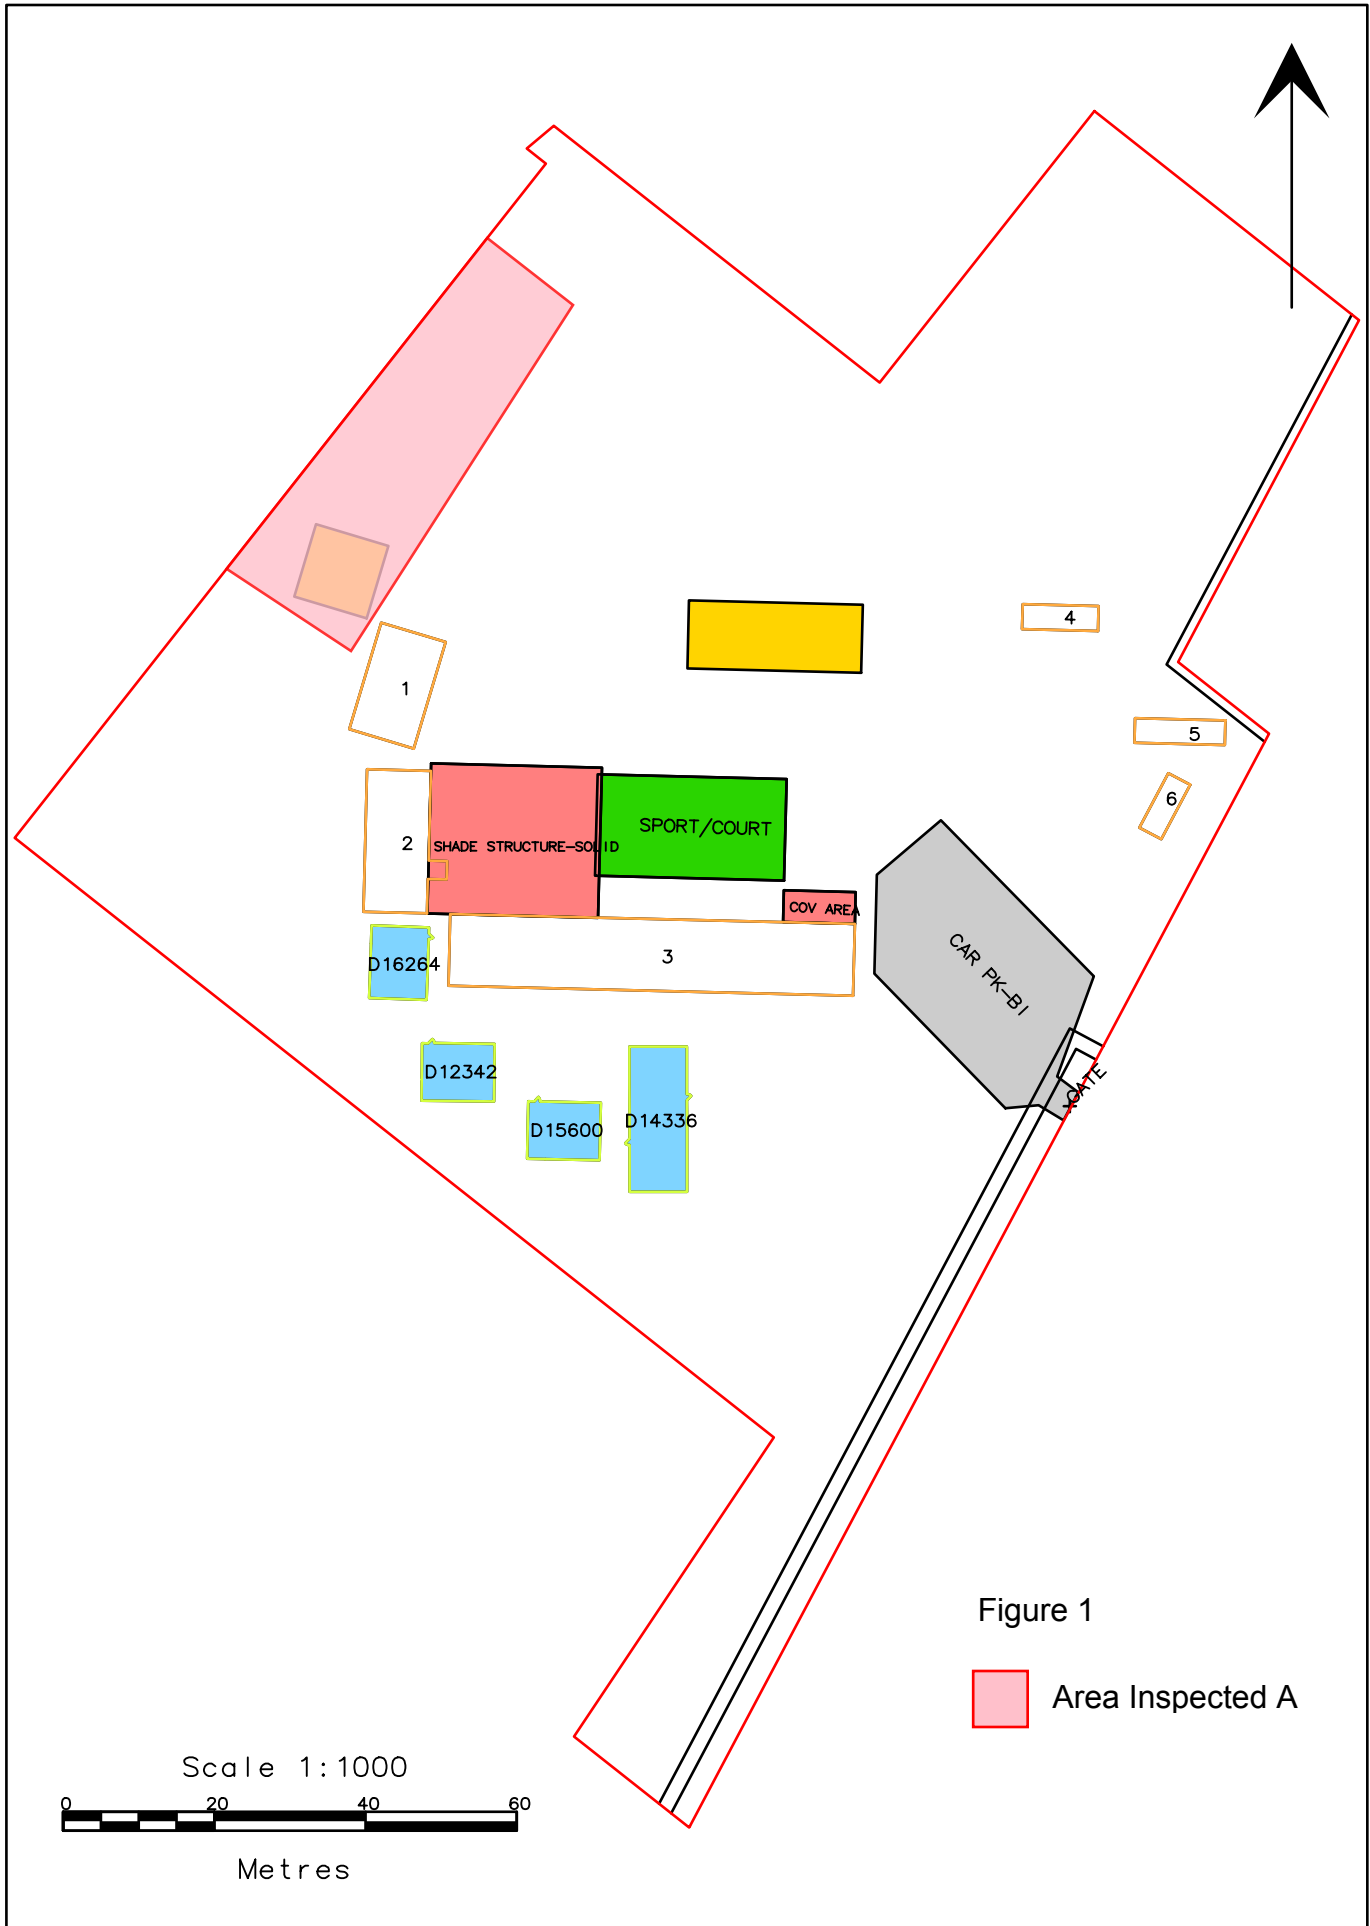 4
1
5
6
SPORT/COURT
2
SHADE STRUCTURE-SOLID
COV AREA
CAR PK-BI
3
D16264
D12342
GATE
D14336
D15600
Figure 1
Area Inspected A
Scale 1:1000
0 20 40 60
Metres